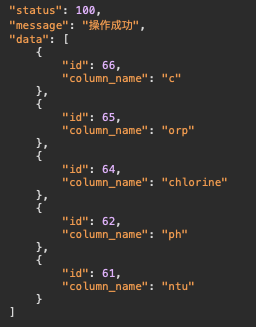 "status": 100,
"message": "操作成功",
"data": [
{
"id": 66,
"column_name": "c"
},
{
"id": 65,
"column_name": "orp"
},
{
"id": 64,
"column_name": "chlorine"
},
{
"id": 62,
"column_name": "ph"
},
{
"id": 61,
"column_name": "ntu"
}
]